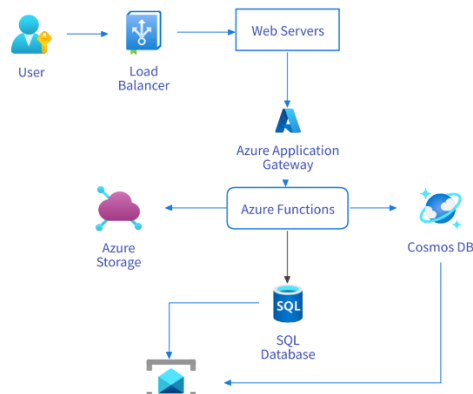 Web Servers
User
Load
Balancer
Azure Application
Gateway
Azure Functions
Azure
Storage
Cosmos DB
SQL
SQL
Database